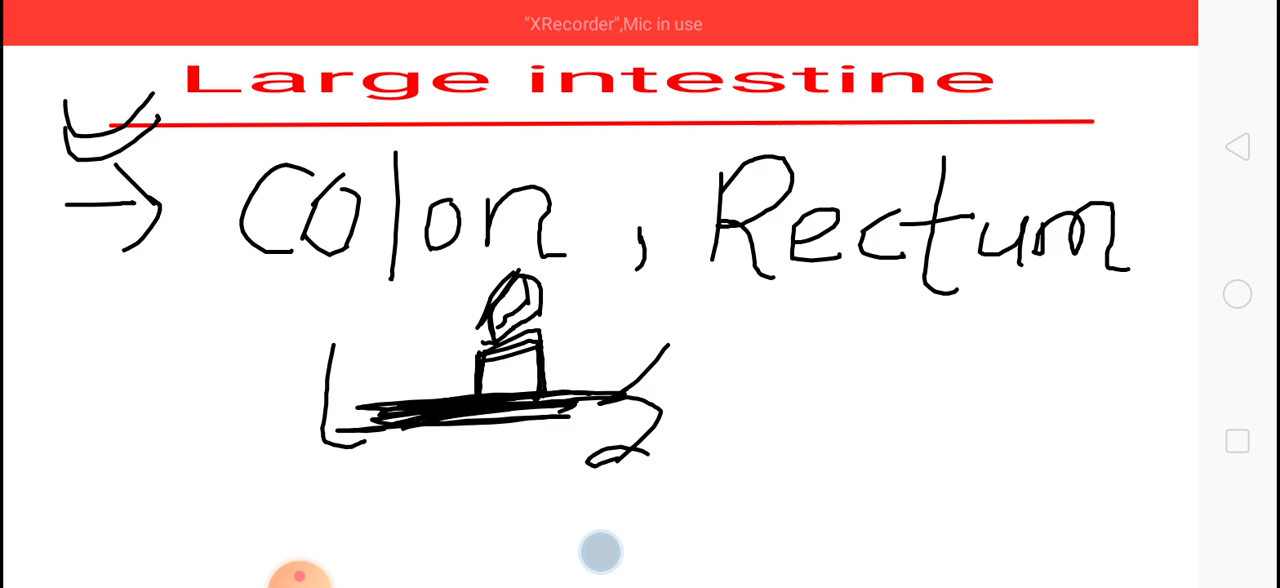 "XRecorder",Mic in use
Large intestine
→ Colon, Rectum